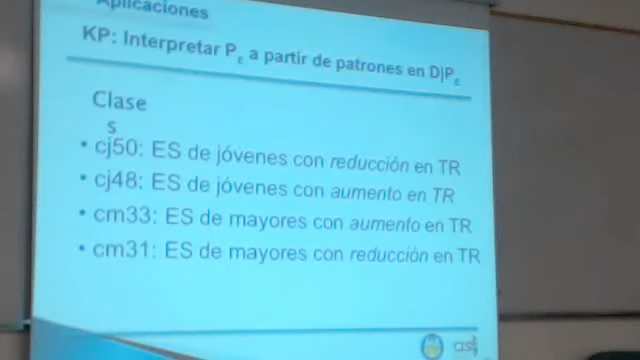 Aplicaciones
KP: Interpretar Pε a partir de patrones en D|Pε
Clase
s
• cj50: ES de jóvenes con reducción en TR
• cj48: ES de jóvenes con aumento en TR
• cm33: ES de mayores con aumento en TR
• cm31: ES de mayores con reducción en TR